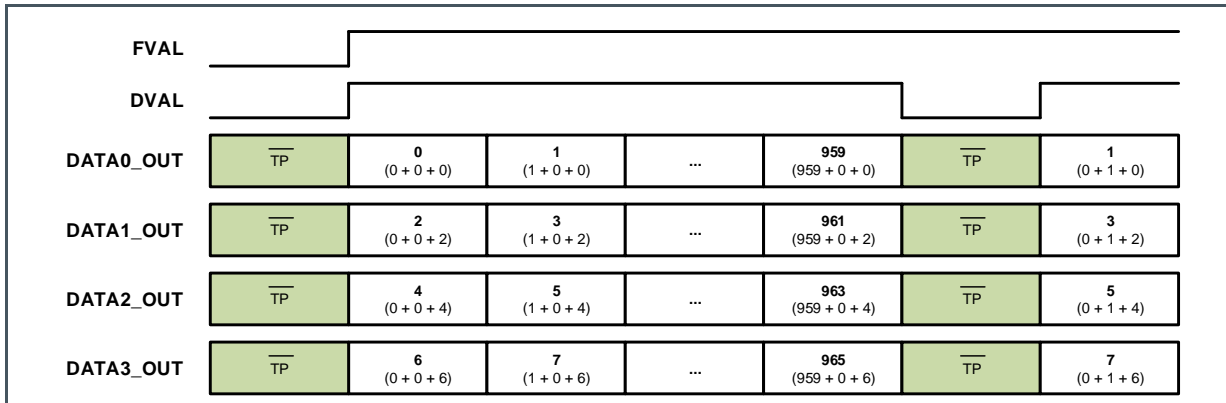 FVAL
DVAL
DATA0_OUT TP 0 1 ... 959 TP 1
(0 + 0 + 0) (1 + 0 + 0) (959 + 0 + 0) (0 + 1 + 0)
DATA1_OUT TP 2 3 ... 961 TP 3
(0 + 0 + 2) (1 + 0 + 2) (959 + 0 + 2) (0 + 1 + 2)
DATA2_OUT TP 4 5 ... 963 TP 5
(0 + 0 + 4) (1 + 0 + 4) (959 + 0 + 4) (0 + 1 + 4)
DATA3_OUT TP 6 7 ... 965 TP 7
(0 + 0 + 6) (1 + 0 + 6) (959 + 0 + 6) (0 + 1 + 6)